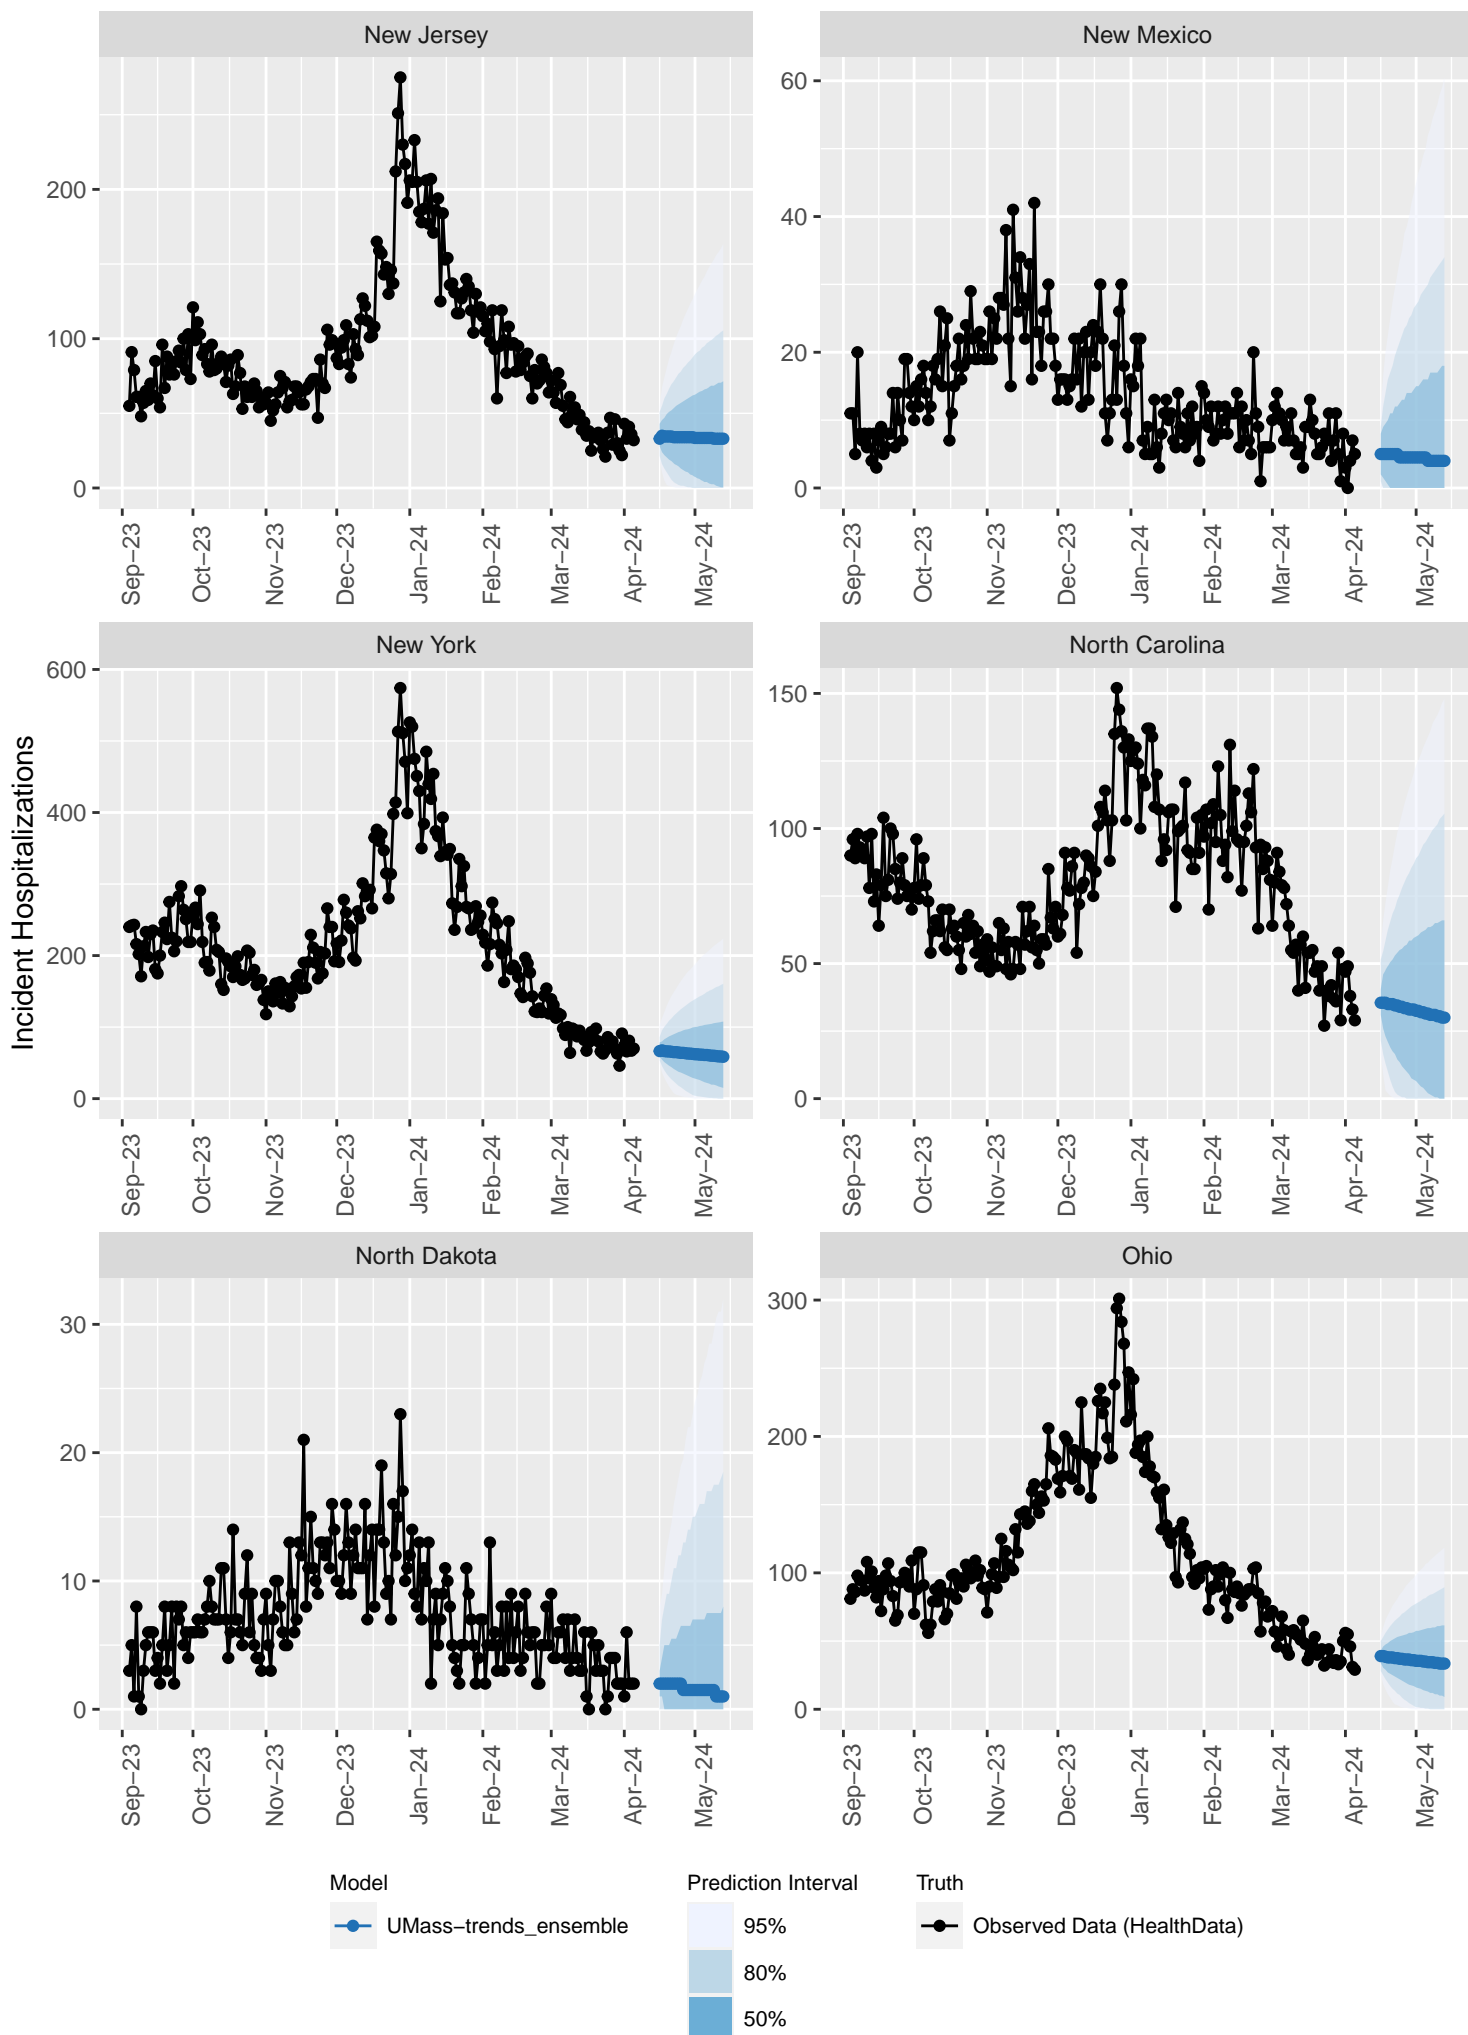 New Jersey
New Mexico
200
100
0
60
40
20
0
Sep−23
Oct−23
Nov−23
Dec−23
Jan−24
Feb−24
Mar−24
Apr−24
May−24
Sep−23
Oct−23
Nov−23
Dec−23
Jan−24
Feb−24
Mar−24
Apr−24
May−24
Incident Hospitalizations
New York
North Carolina
600
400
200
0
150
100
50
0
Sep−23
Oct−23
Nov−23
Dec−23
Jan−24
Feb−24
Mar−24
Apr−24
May−24
Sep−23
Oct−23
Nov−23
Dec−23
Jan−24
Feb−24
Mar−24
Apr−24
May−24
North Dakota
Ohio
30
20
10
0
300
200
100
0
Sep−23
Oct−23
Nov−23
Dec−23
Jan−24
Feb−24
Mar−24
Apr−24
May−24
Sep−23
Oct−23
Nov−23
Dec−23
Jan−24
Feb−24
Mar−24
Apr−24
May−24
Model
UMass−trends_ensemble
Prediction Interval
95%
80%
50%
Truth
Observed Data (HealthData)